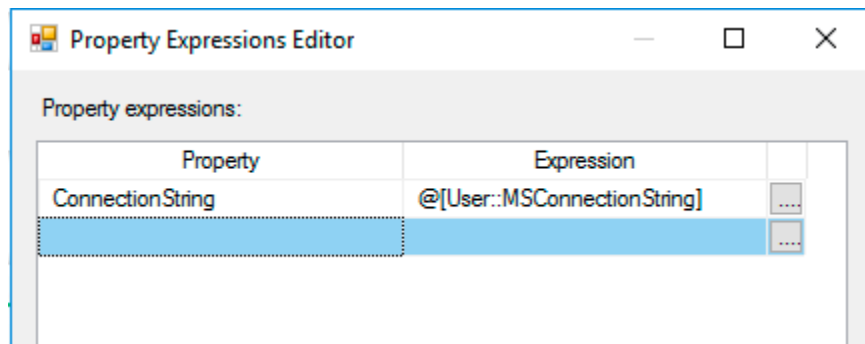 Property Expressions Editor
Property expressions:
Property Expression
ConnectionString @[User::MSConnectionString] ....
....